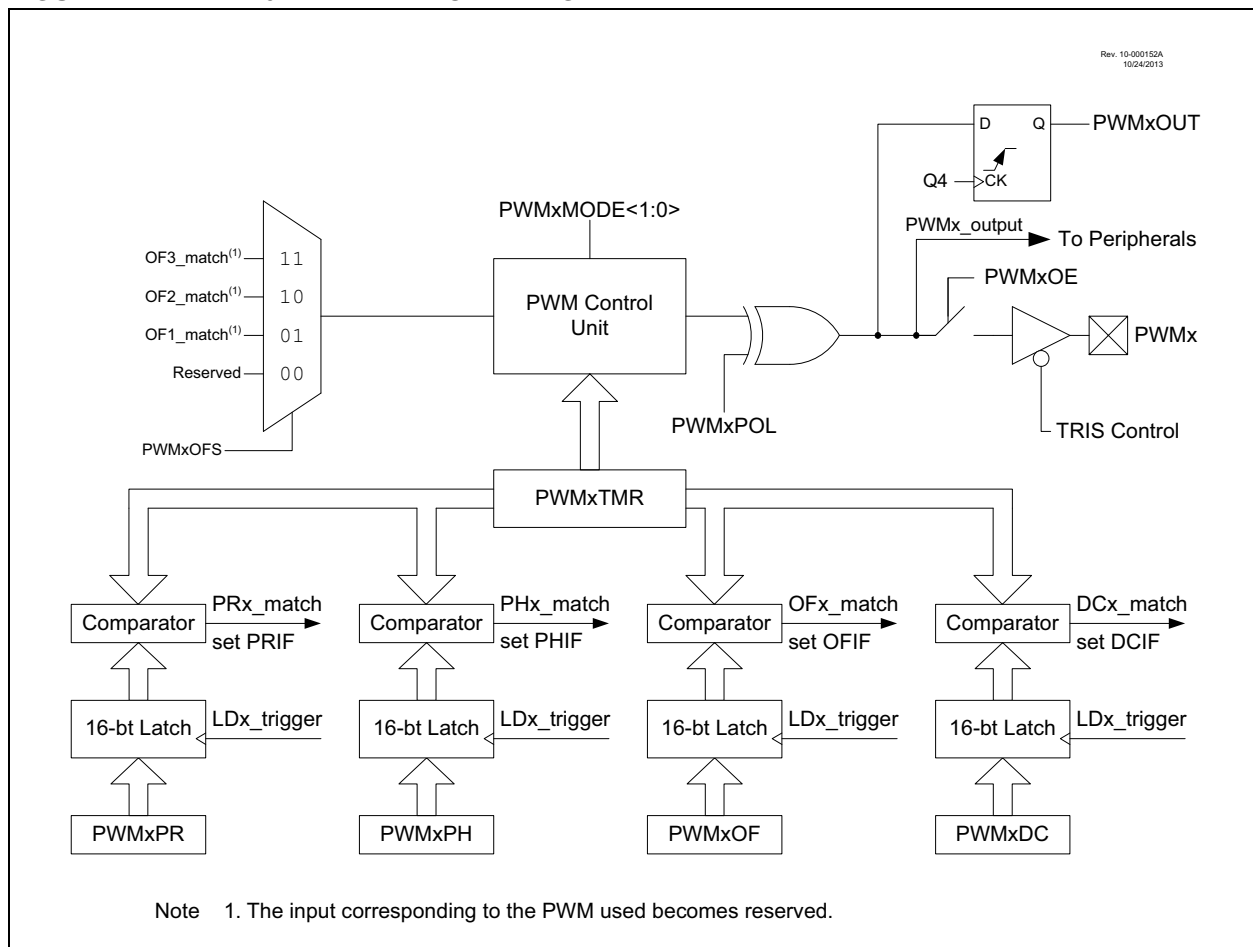 Rev. 10-000152A
10/24/2013
D Q
PWMxOUT
Q4
CK
PWMxMODE<1:0>
PWMx_output
To Peripherals
OF3_match(1) 11
OF2_match(1) 10
OF1_match(1) 01
Reserved 00
PWMxOFS
PWM Control
Unit
PWMxOE
PWMx
PWMxPOL
TRIS Control
PWMxTMR
Comparator
PRx_match
set PRIF
Comparator
PHx_match
set PHIF
Comparator
OFx_match
set OFIF
Comparator
DCx_match
set DCIF
16-bt Latch
LDx_trigger
16-bt Latch
LDx_trigger
16-bt Latch
LDx_trigger
16-bt Latch
LDx_trigger
PWMxPR
PWMxPH
PWMxOF
PWMxDC
Note 1. The input corresponding to the PWM used becomes reserved.